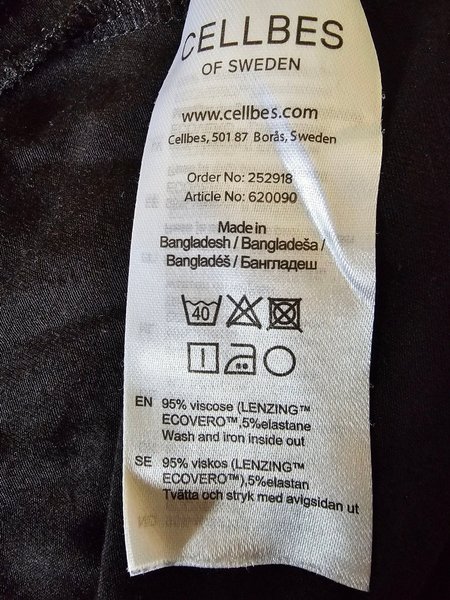 CELLBES
OF SWEDEN
www.cellbes.com
Cellbes, 501 87 Borås, Sweden
Order No: 252918
Article No: 620090
Made in
Bangladesh / Bangladeša /
Bangladéš / Бангладеш
40
EN 95% viscose (LENZING™
ECOVERO™,5%elastane
Wash and iron inside out
SE 95% viskos (LENZING™
ECOVERO™),5%elastan
Tvätta och stryk med avigsidan ut